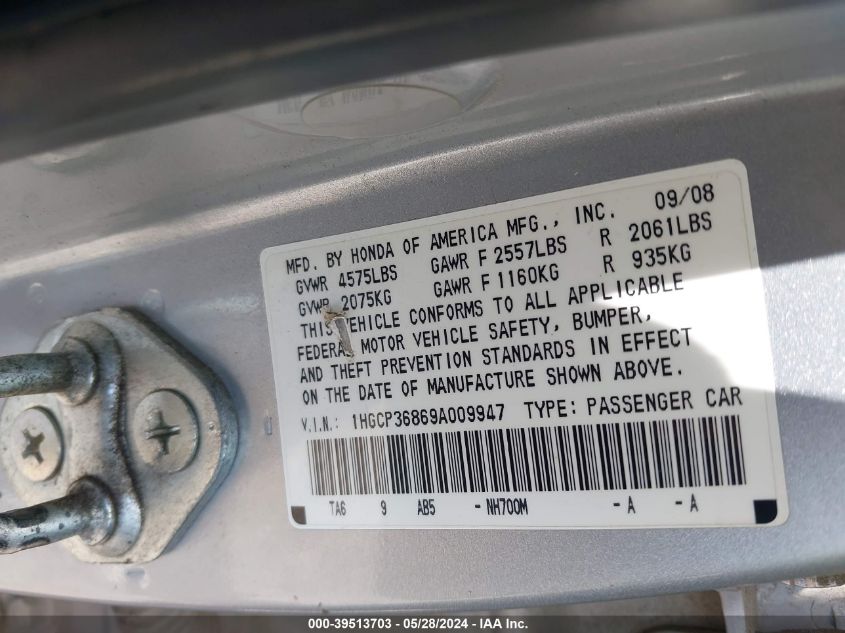 09/08
MFD. BY HONDA OF AMERICA MFG., INC.
GVWR 4575LBS GAWR F 2557LBS R 2061LBS
GVWR 2075KG GAWR F 1160KG R 935KG
THIS VEHICLE CONFORMS TO ALL APPLICABLE
FEDERAL MOTOR VEHICLE SAFETY, BUMPER,
AND THEFT PREVENTION STANDARDS IN EFFECT
ON THE DATE OF MANUFACTURE SHOWN ABOVE.
V.I.N.: 1HGCP36869A009947 TYPE: PASSENGER CAR
TA6 9 AB5 - NH700M - A - A
000-39513703 - 05/28/2024 - IAA Inc.